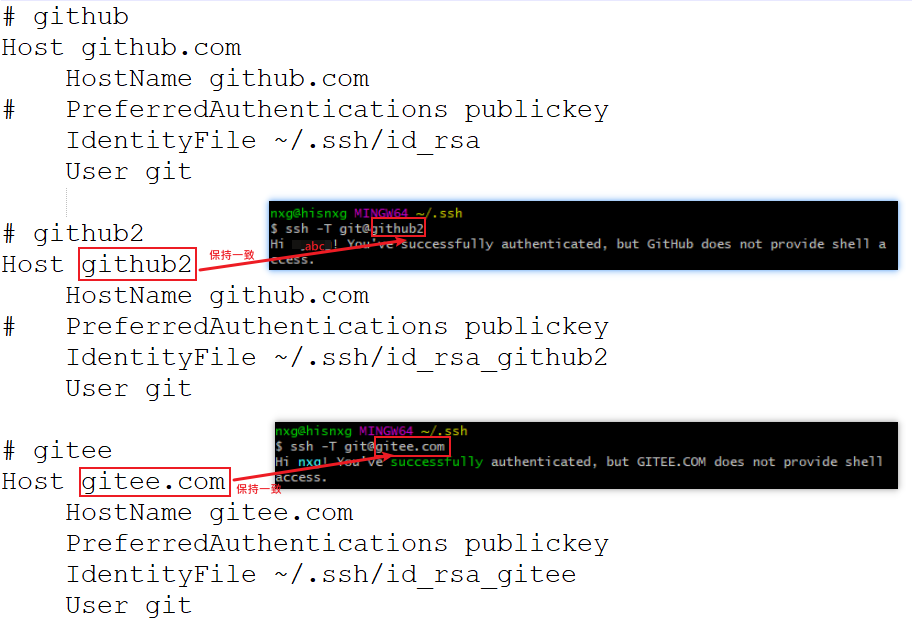 # github
Host github.com
HostName github.com
# PreferredAuthentications publickey
IdentityFile ~/.ssh/id_rsa
User git
nxg@hisnxg MINGW64 ~/.ssh
$ ssh -T git@github2
Hi _abc_! You've successfully authenticated, but GitHub does not provide shell a
ccess.
# github2
Host github2
保持一致
HostName github.com
# PreferredAuthentications publickey
IdentityFile ~/.ssh/id_rsa_github2
User git
nxg@hisnxg MINGW64 ~/.ssh
$ ssh -T git@gitee.com
Hi nxg! You've successfully authenticated, but GITEE.COM does not provide shell
access.
# gitee
Host gitee.com
保持一致
HostName gitee.com
PreferredAuthentications publickey
IdentityFile ~/.ssh/id_rsa_gitee
User git